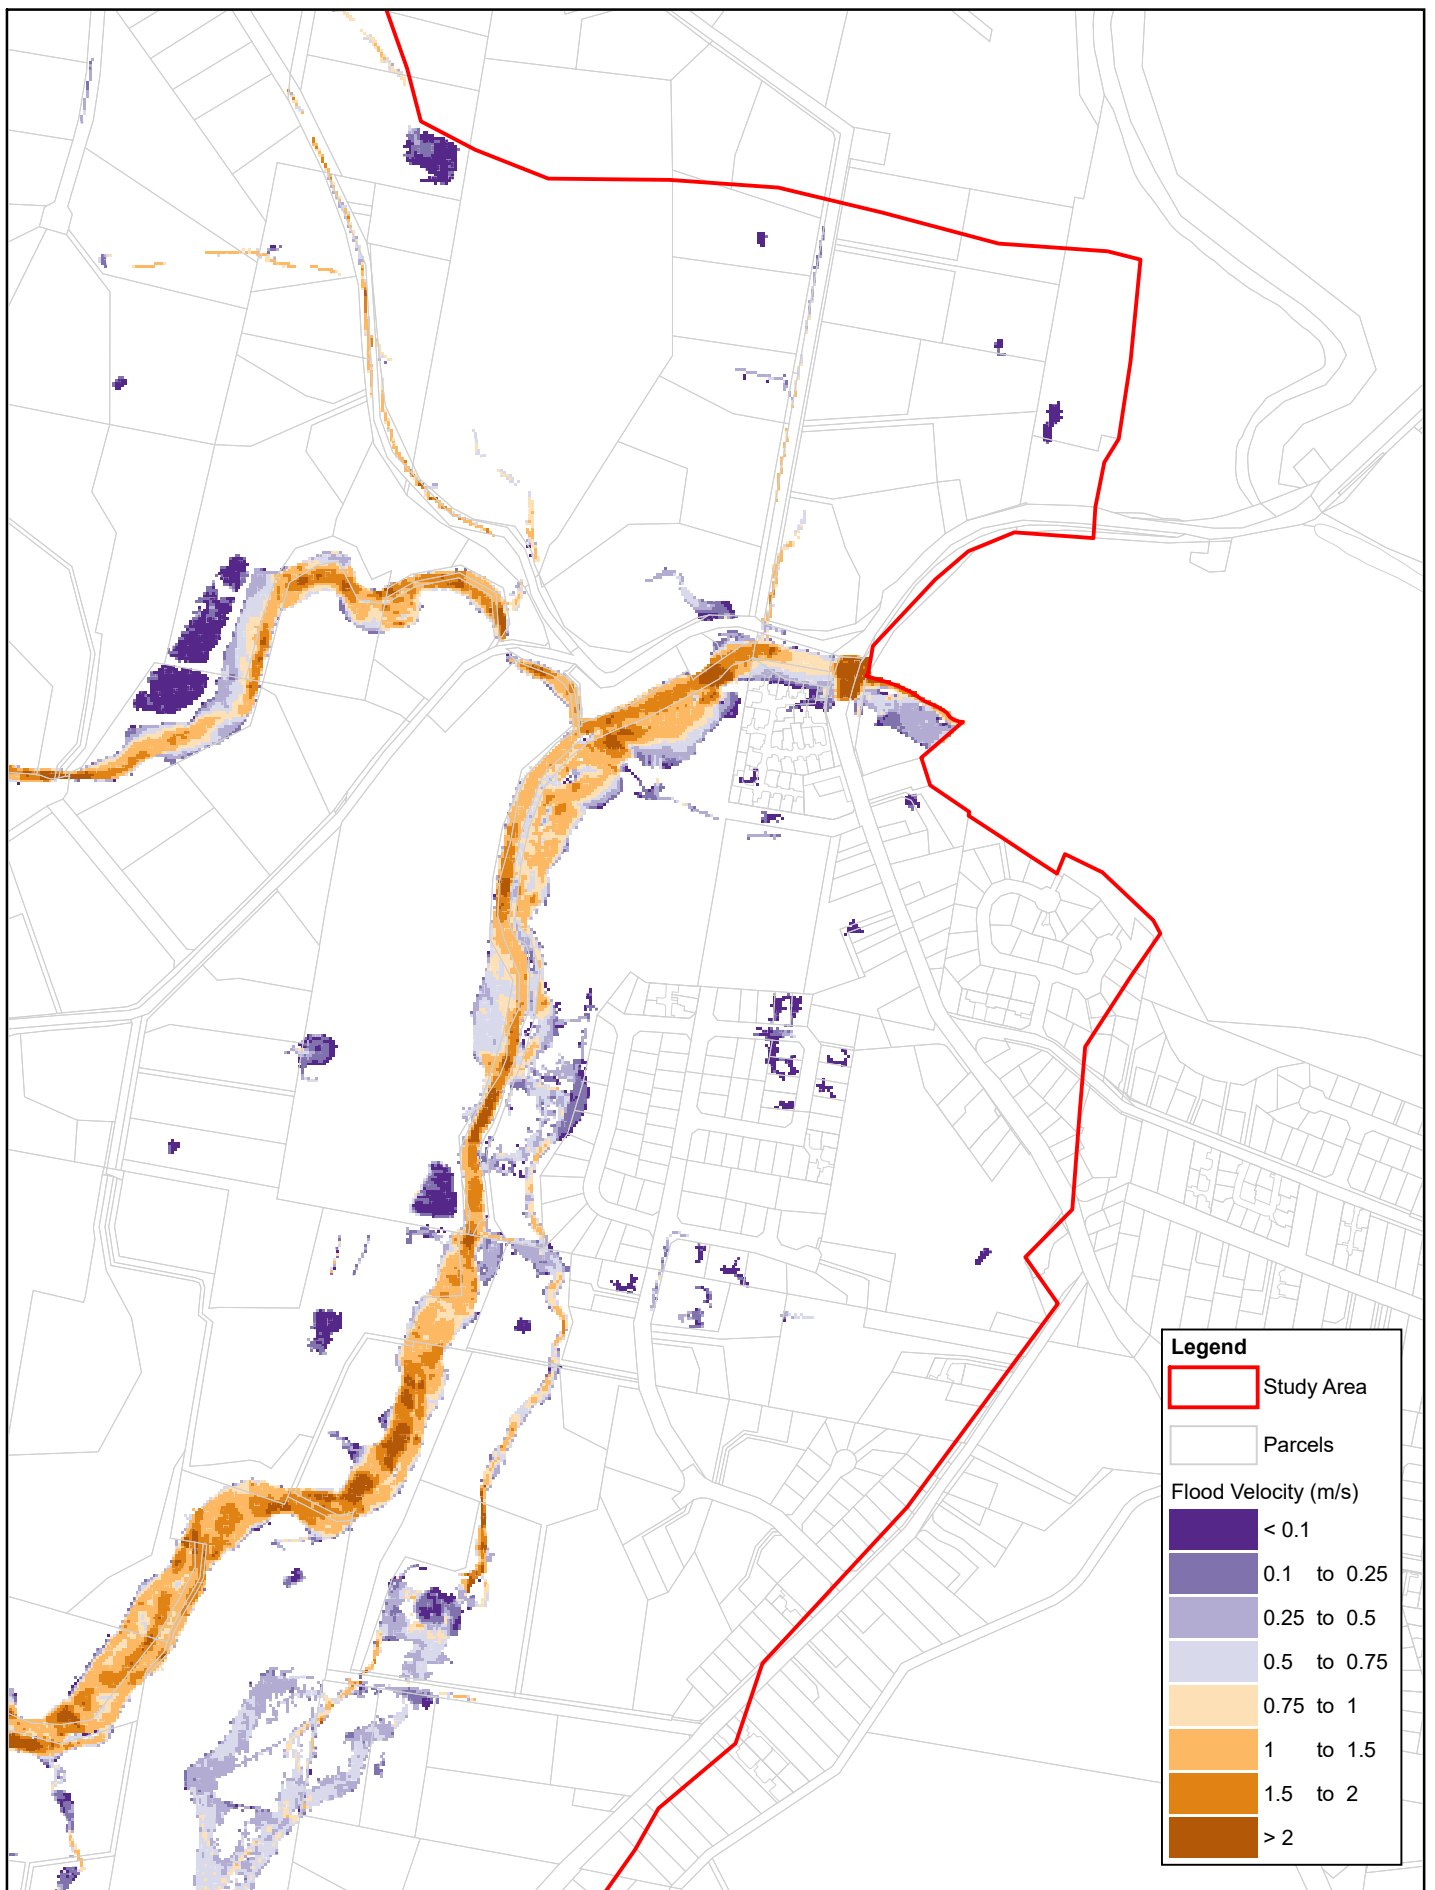 Legend
Study Area
Parcels
Flood Velocity (m/s)
< 0.1
0.1 to 0.25
0.25 to 0.5
0.5 to 0.75
0.75 to 1
1 to 1.5
1.5 to 2
> 2